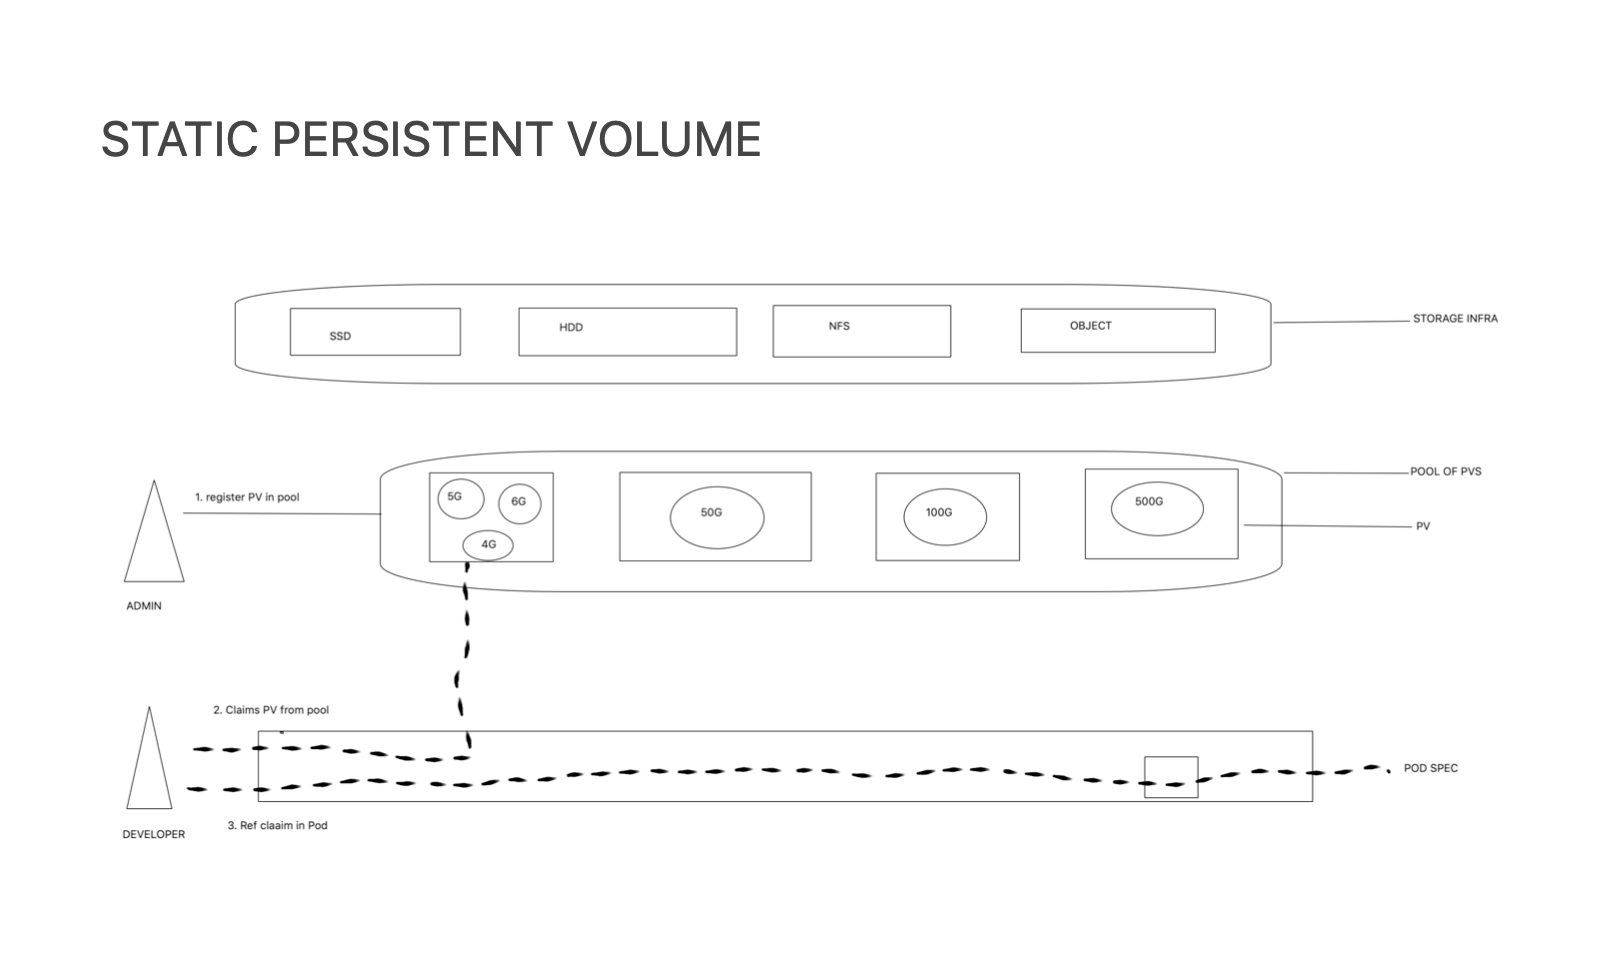 STATIC PERSISTENT VOLUME
SSD
HDD
NFS
OBJECT
STORAGE INFRA
POOL OF PVS
1. register PV in pool
5G
6G
4G
50G
100G
500G
PV
ADMIN
2. Claims PV from pool
POD SPEC
3. Ref claaim in Pod
DEVELOPER